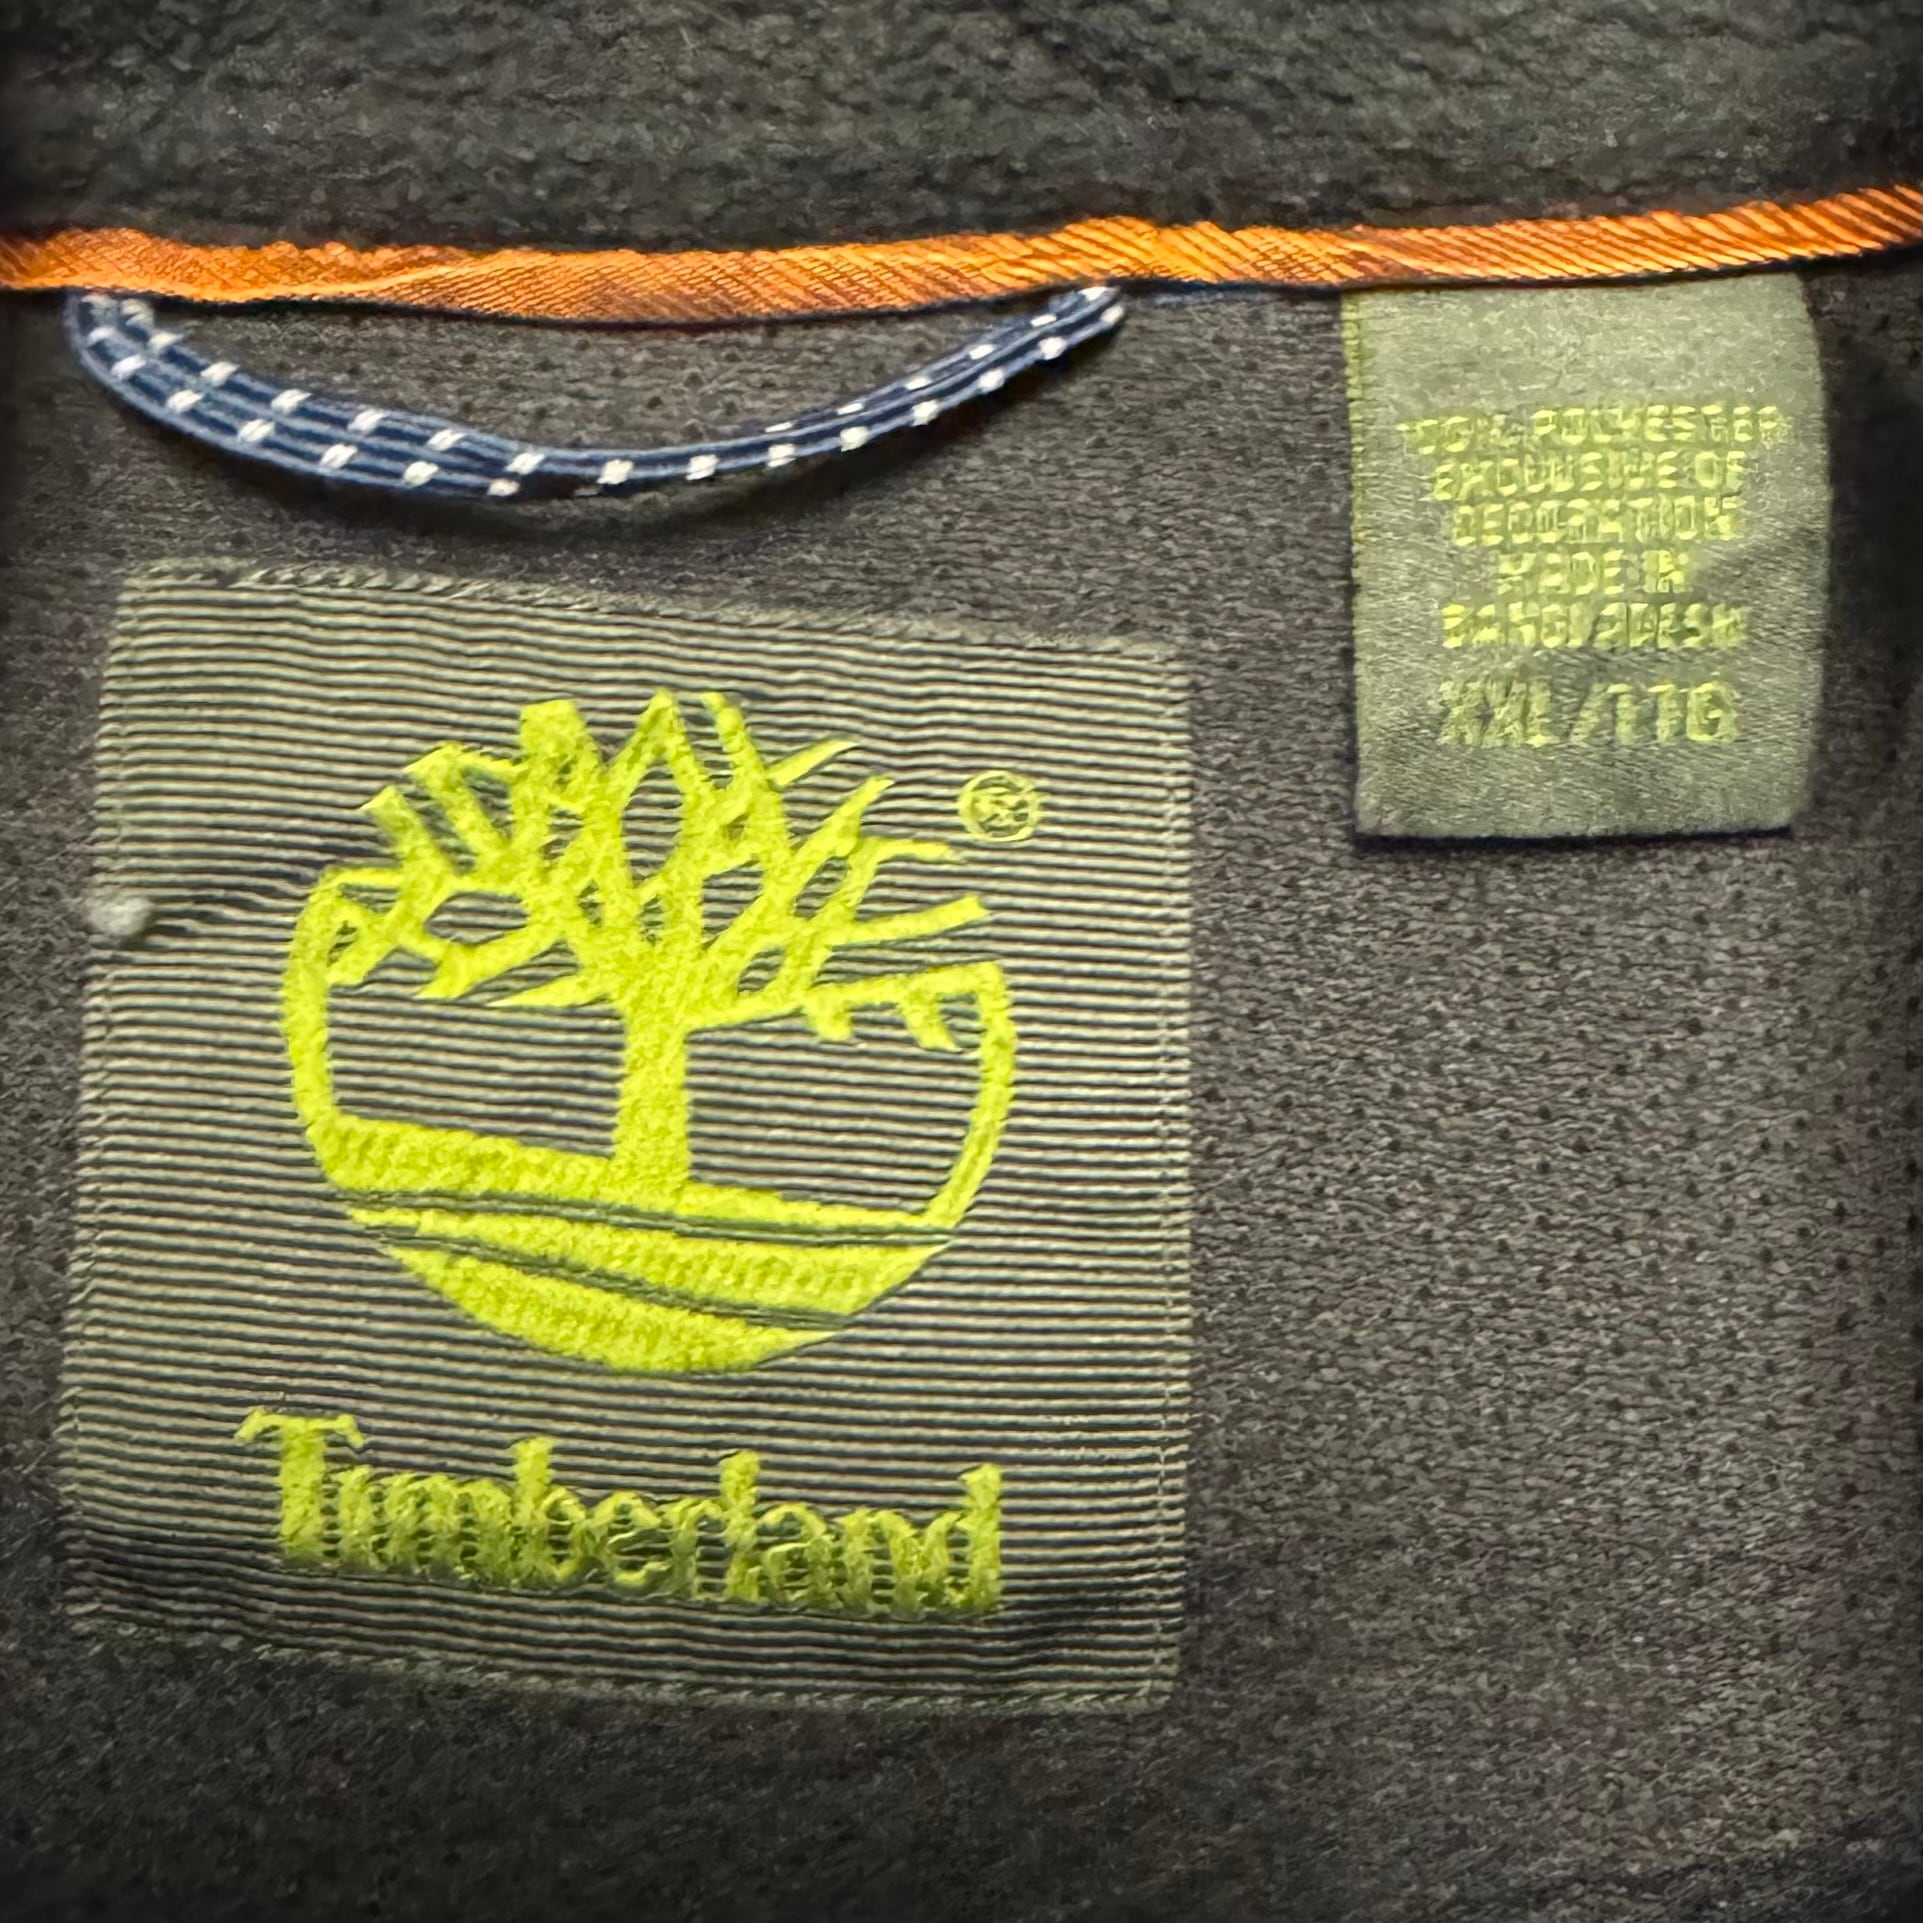 100% POLYESTER
EXCLUSIVE OF
DECORATION
MADE IN
BANGLADESH
XXL/TTG
®
Timberland